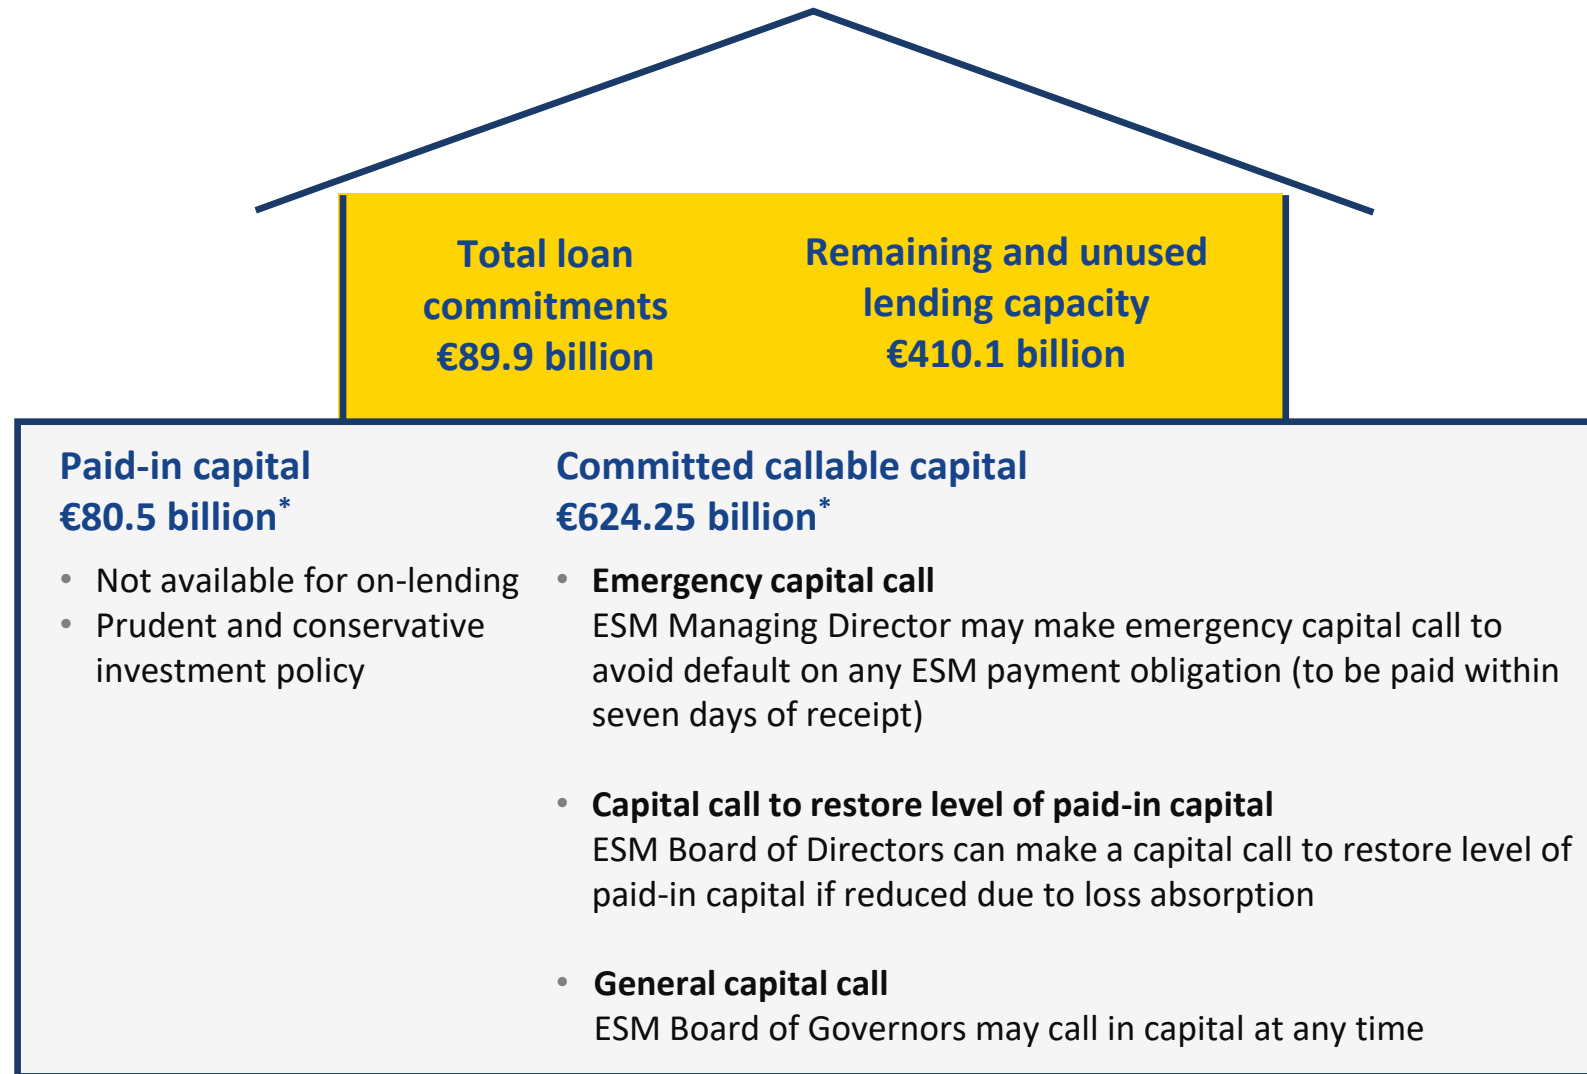 Total loan
commitments
€89.9 billion
Remaining and unused
lending capacity
€410.1 billion
Paid-in capital
€80.5 billion*
• Not available for on-lending
• Prudent and conservative
investment policy
Committed callable capital
€624.25 billion*
• Emergency capital call
ESM Managing Director may make emergency capital call to
avoid default on any ESM payment obligation (to be paid within
seven days of receipt)
• Capital call to restore level of paid-in capital
ESM Board of Directors can make a capital call to restore level of
paid-in capital if reduced due to loss absorption
• General capital call
ESM Board of Governors may call in capital at any time